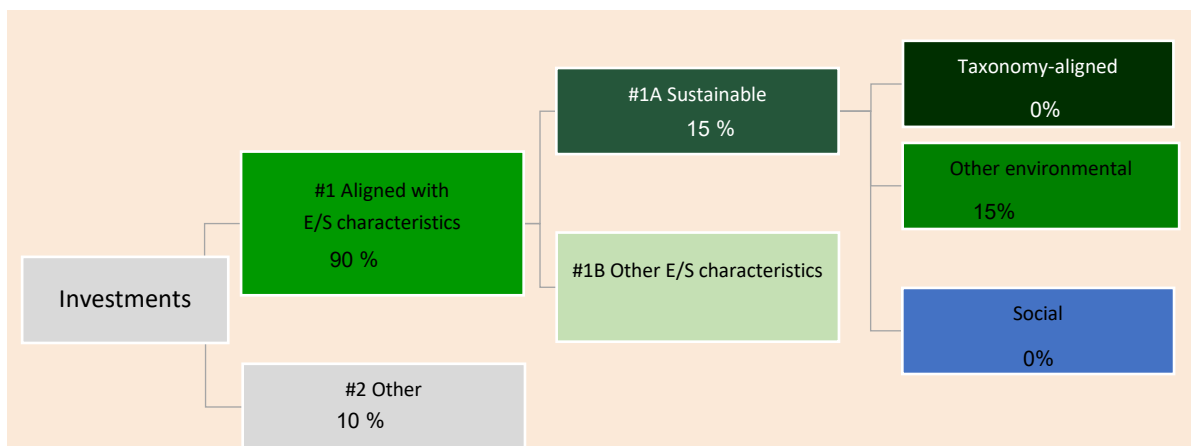 Investments
#1 Aligned with
E/S characteristics
90 %
#2 Other
10 %
#1A Sustainable
15 %
#1B Other E/S characteristics
Taxonomy-aligned
0%
Other environmental
15%
Social
0%